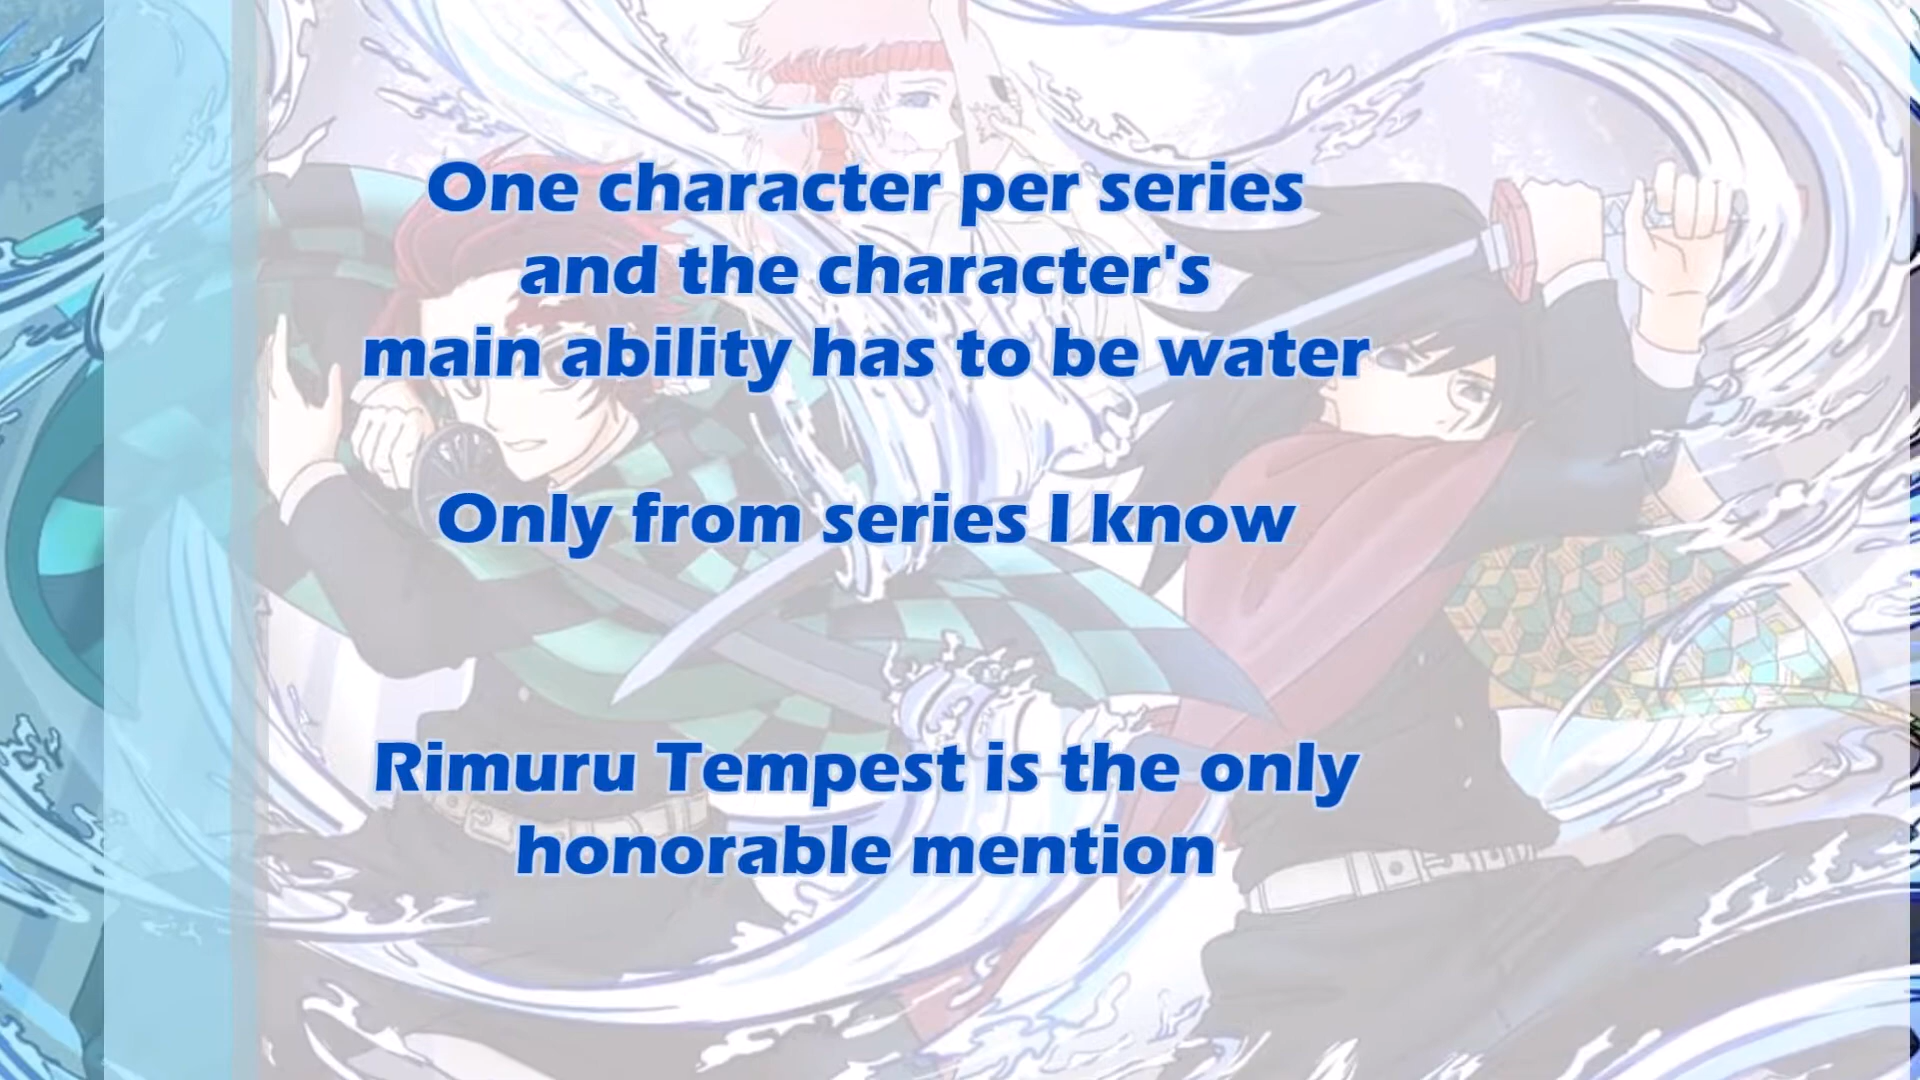 One character per series
and the character's
main ability has to be water
Only from series I know
Rimuru Tempest is the only
honorable mention